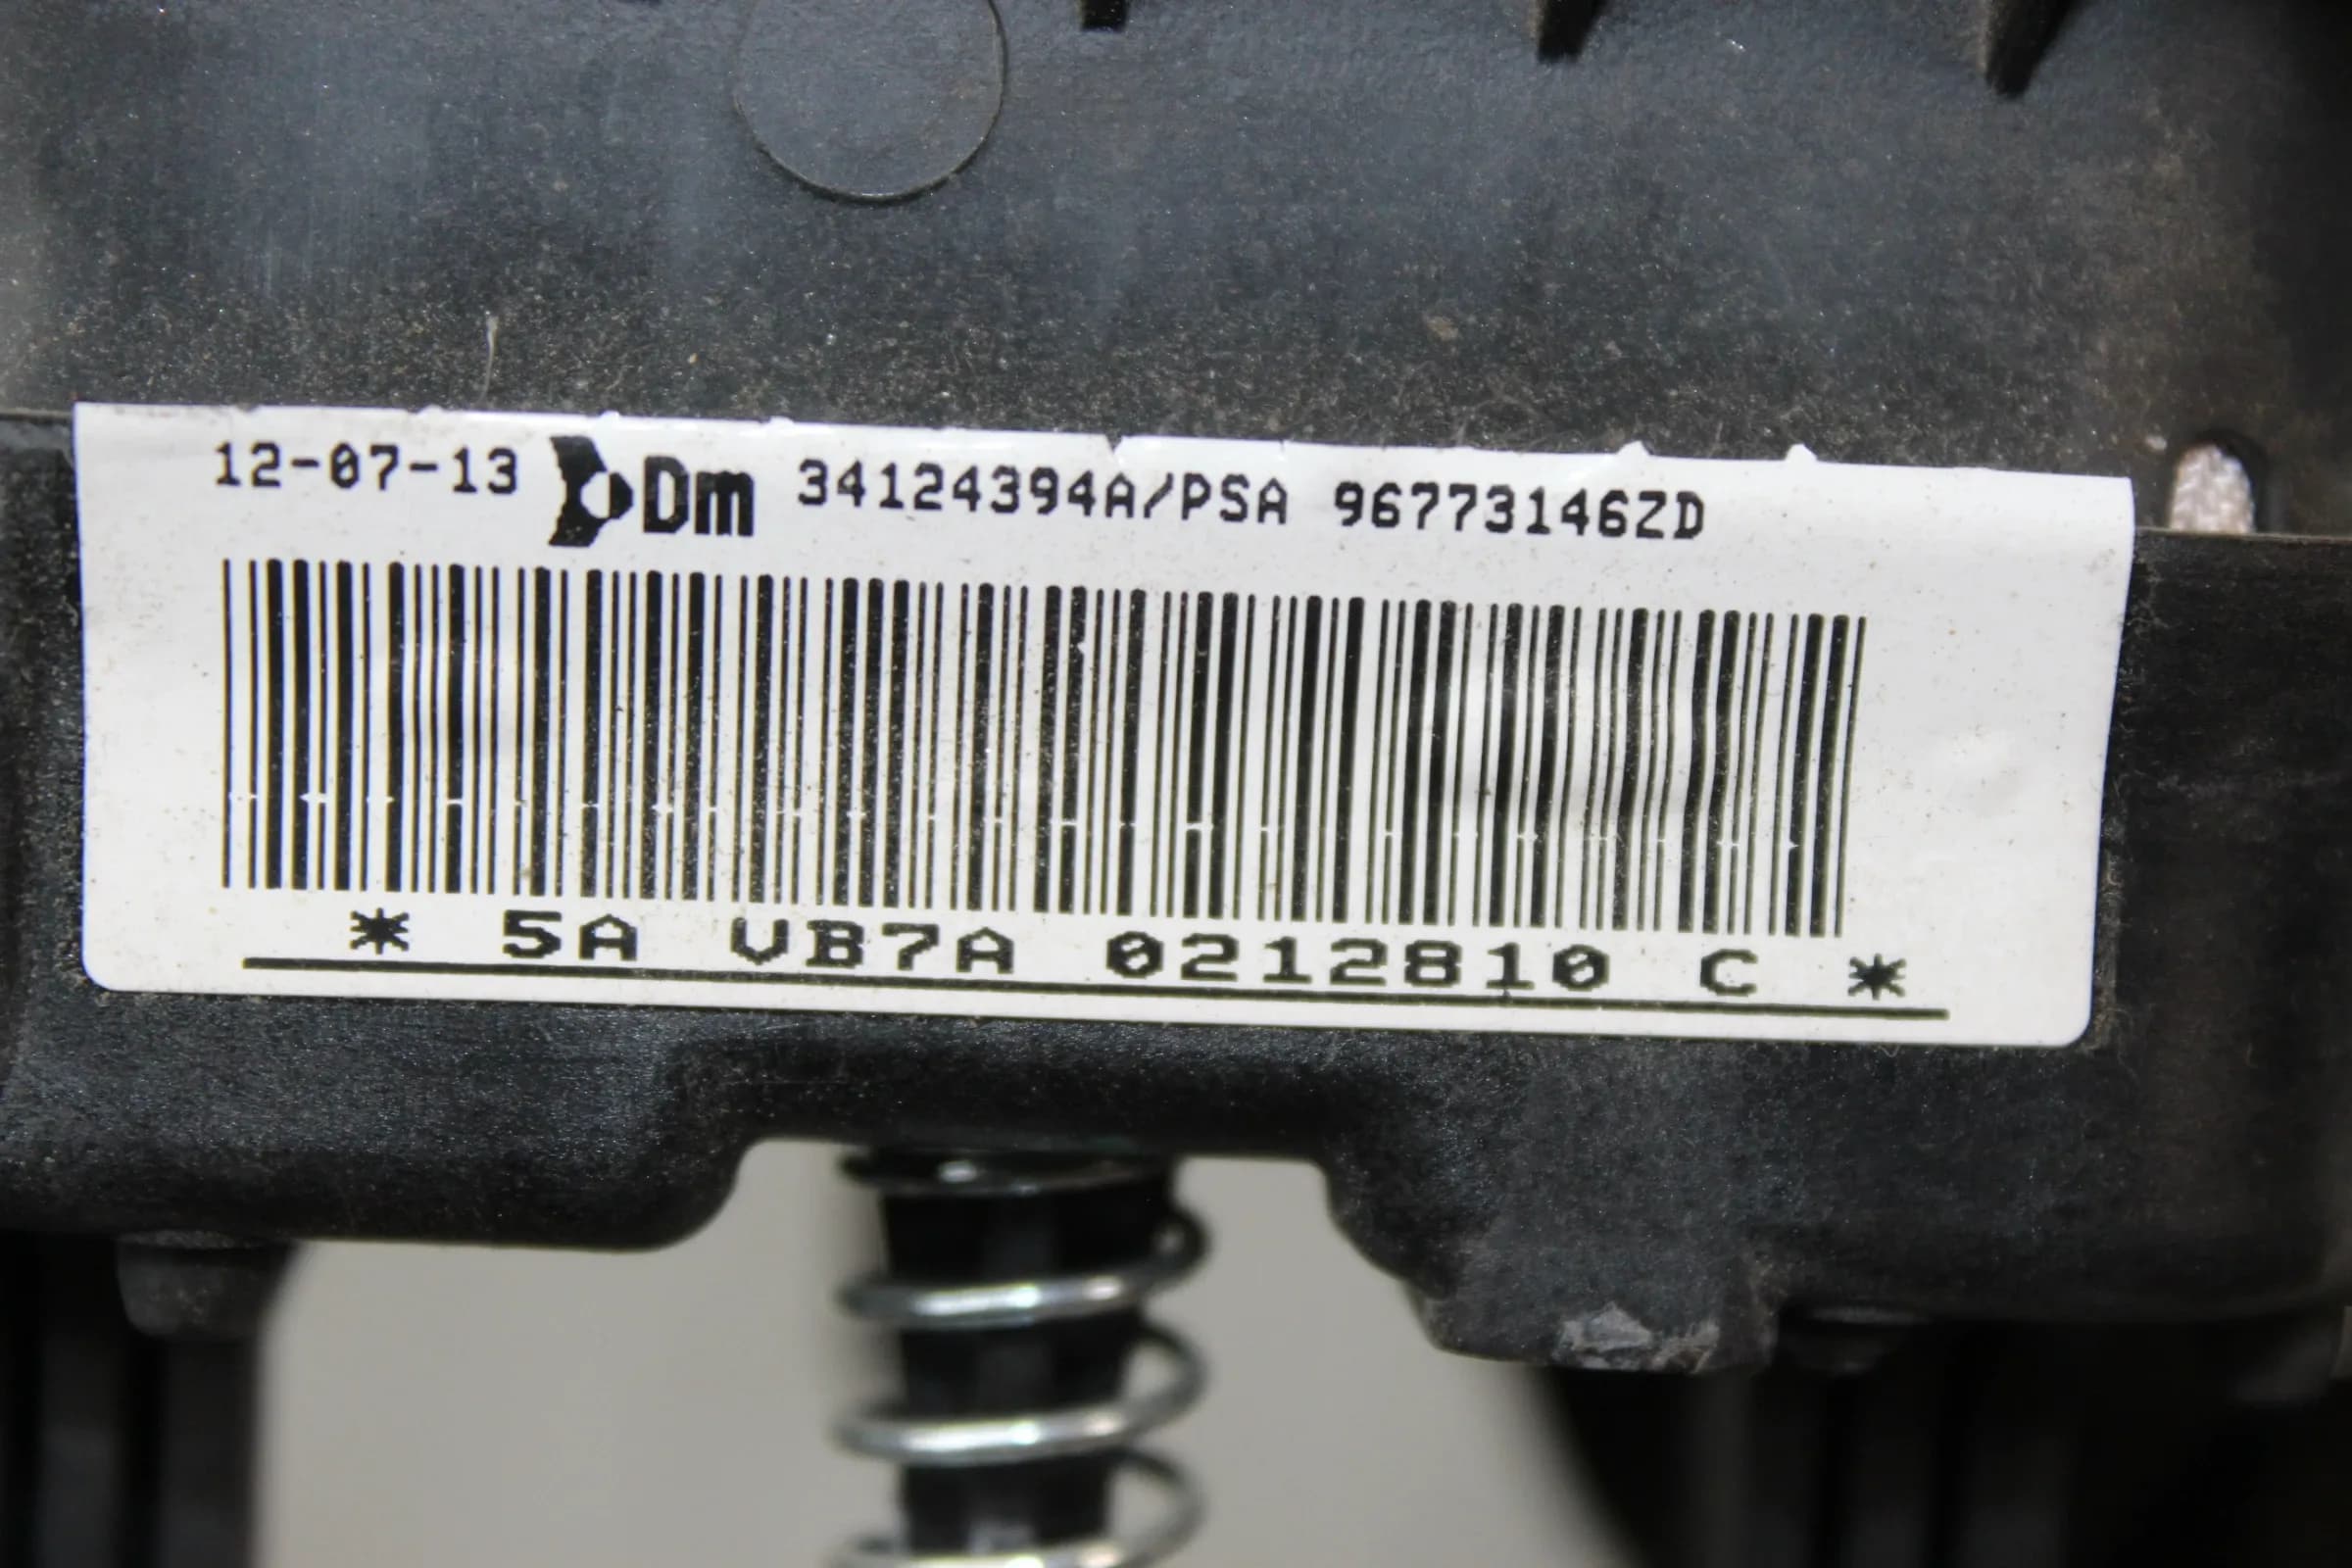 12-07-13 Dm 34124394A/PSA 96773146ZD
* 5A VB7A 0212810 C *